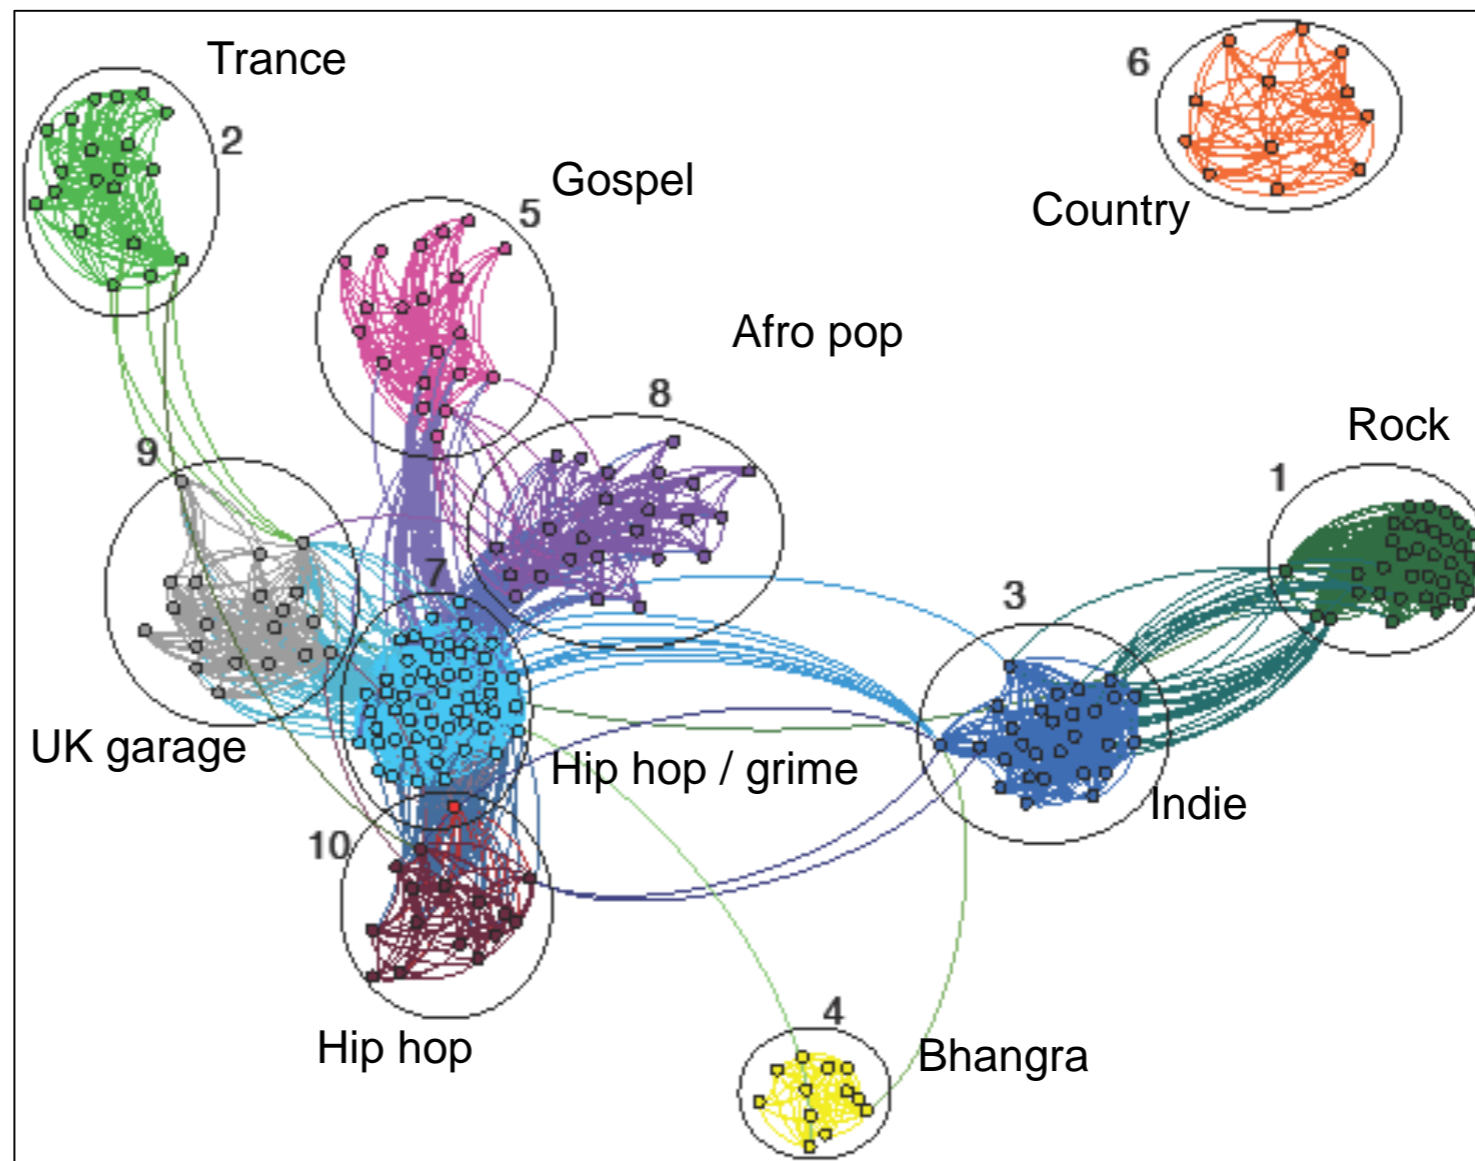 Trance
6
2
Gospel
5
Country
Afro pop
8
Rock
9
1
7
3
UK garage
Hip hop / grime
Indie
10
4
Hip hop
Bhangra